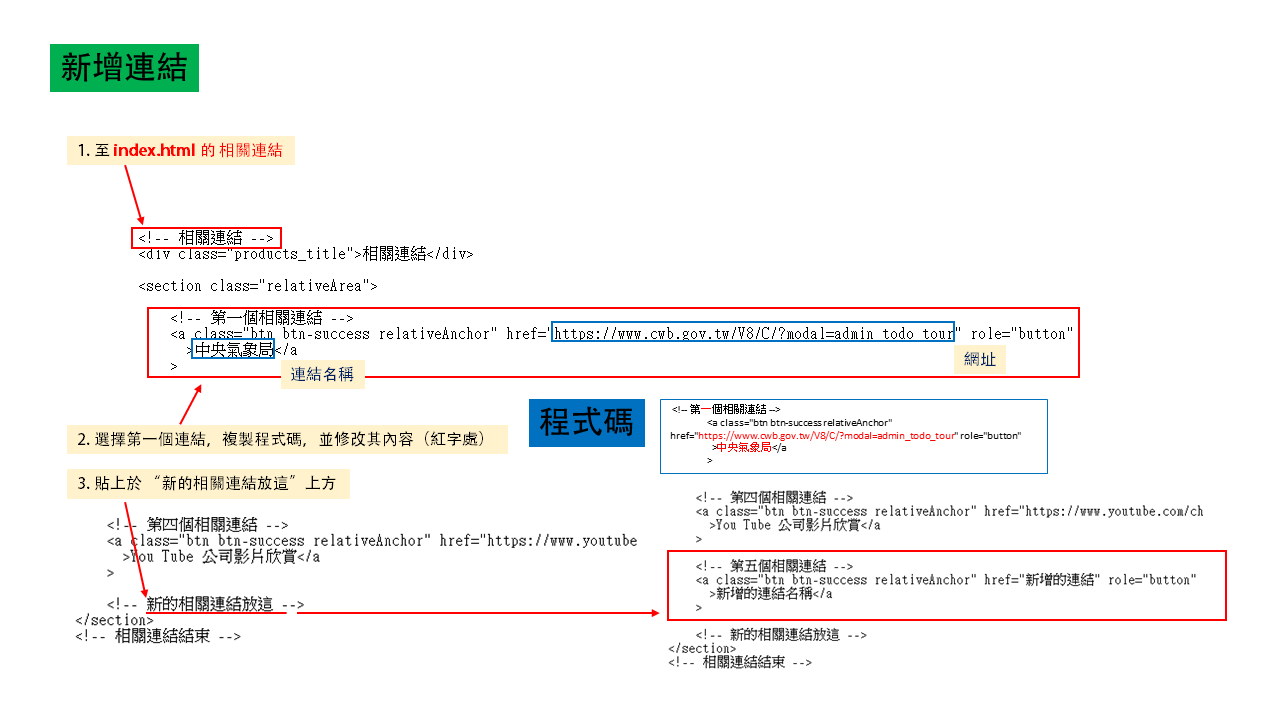 新增連結
1. 至 index.html 的 相關連結
<!-- 相關連結 -->
<div class="products_title">相關連結</div>
<section class="relativeArea">
<!-- 第一個相關連結 -->
<a class="btn btn-success relativeAnchor" href="https://www.cwb.gov.tw/V8/C/?modal=admin_todo_tour" role="button"
>中央氣象局</a
>
連結名稱
網址
2. 選擇第一個連結，複製程式碼，並修改其內容（紅字處）
程式碼
<!-- 第一個相關連結 -->
<a class="btn btn-success relativeAnchor"
href="https://www.cwb.gov.tw/V8/C/?modal=admin_todo_tour" role="button"
>中央氣象局</a
>
3. 貼上於 “新的相關連結放這” 上方
<!-- 第四個相關連結 -->
<a class="btn btn-success relativeAnchor" href="https://www.youtube
>You Tube 公司影片欣賞</a
>
<!-- 新的相關連結放這 -->
</section>
<!-- 相關連結結束 -->
<!-- 第四個相關連結 -->
<a class="btn btn-success relativeAnchor" href="https://www.youtube.com/ch
>You Tube 公司影片欣賞</a
>
<!-- 第五個相關連結 -->
<a class="btn btn-success relativeAnchor" href="新增的連結" role="button"
>新增的連結名稱</a
>
<!-- 新的相關連結放這 -->
</section>
<!-- 相關連結結束 -->